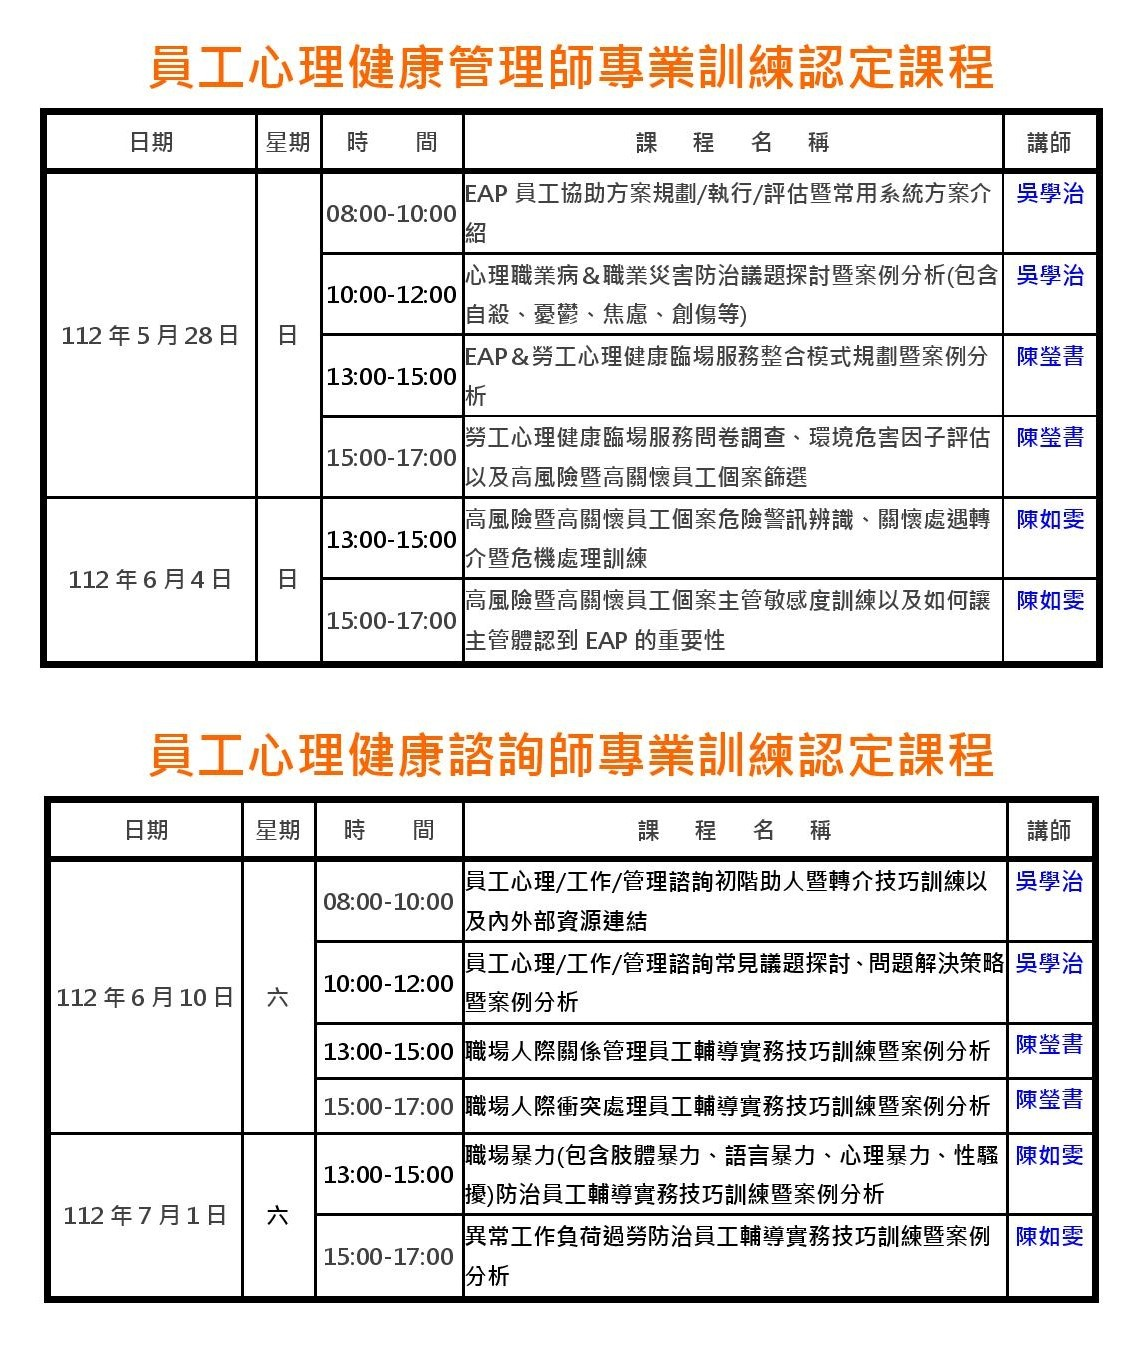 員工心理健康管理師專業訓練認定課程
日期 星期 時 間 課 程 名 稱 講師
112 年 5 月 28 日 日
08:00-10:00 EAP 員工協助方案規劃/執行/評估暨常用系統方案介 吳學治
紹
10:00-12:00 心理職業病&職業災害防治議題探討暨案例分析(包含 吳學治
自殺、憂鬱、焦慮、創傷等)
13:00-15:00 EAP&勞工心理健康臨場服務整合模式規劃暨案例分 陳瑩書
析
15:00-17:00 勞工心理健康臨場服務問卷調查、環境危害因子評估 陳瑩書
以及高風險暨高關懷員工個案篩選
112 年 6 月 4 日 日
13:00-15:00 高風險暨高關懷員工個案危險警訊辨識、關懷處遇轉 陳如雯
介暨危機處理訓練
15:00-17:00 高風險暨高關懷員工個案主管敏感度訓練以及如何讓 陳如雯
主管體認到 EAP 的重要性
員工心理健康諮詢師專業訓練認定課程
日期 星期 時 間 課 程 名 稱 講師
112 年 6 月 10 日 六
08:00-10:00 員工心理/工作/管理諮詢初階助人暨轉介技巧訓練以 吳學治
及內外部資源連結
10:00-12:00 員工心理/工作/管理諮詢常見議題探討、問題解決策略 吳學治
暨案例分析
13:00-15:00 職場人際關係管理員工輔導實務技巧訓練暨案例分析 陳瑩書
15:00-17:00 職場人際衝突處理員工輔導實務技巧訓練暨案例分析 陳瑩書
112 年 7 月 1 日 六
13:00-15:00 職場暴力(包含肢體暴力、語言暴力、心理暴力、性騷 陳如雯
擾)防治員工輔導實務技巧訓練暨案例分析
15:00-17:00 異常工作負荷過勞防治員工輔導實務技巧訓練暨案例 陳如雯
分析